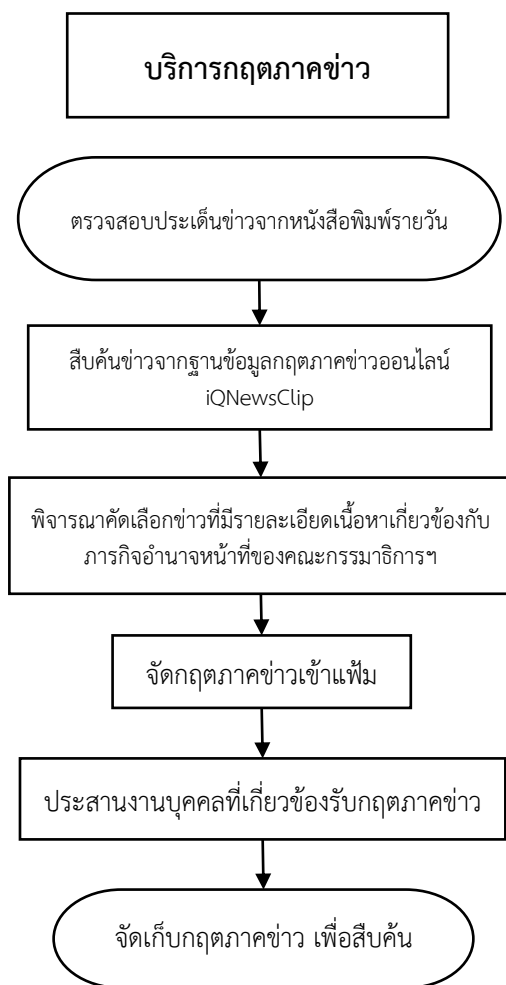 บริการกฤตภาคข่าว
ตรวจสอบประเด็นข่าวจากหนังสือพิมพ์รายวัน
สืบค้นข่าวจากฐานข้อมูลกฤตภาคข่าวออนไลน์
iQNewsClip
พิจารณาคัดเลือกข่าวที่มีรายละเอียดเนื้อหาเกี่ยวข้องกับ
ภารกิจอำนาจหน้าที่ของคณะกรรมาธิการฯ
จัดกฤตภาคข่าวเข้าแฟ้ม
ประสานงานบุคคลที่เกี่ยวข้องรับกฤตภาคข่าว
จัดเก็บกฤตภาคข่าว เพื่อสืบค้น